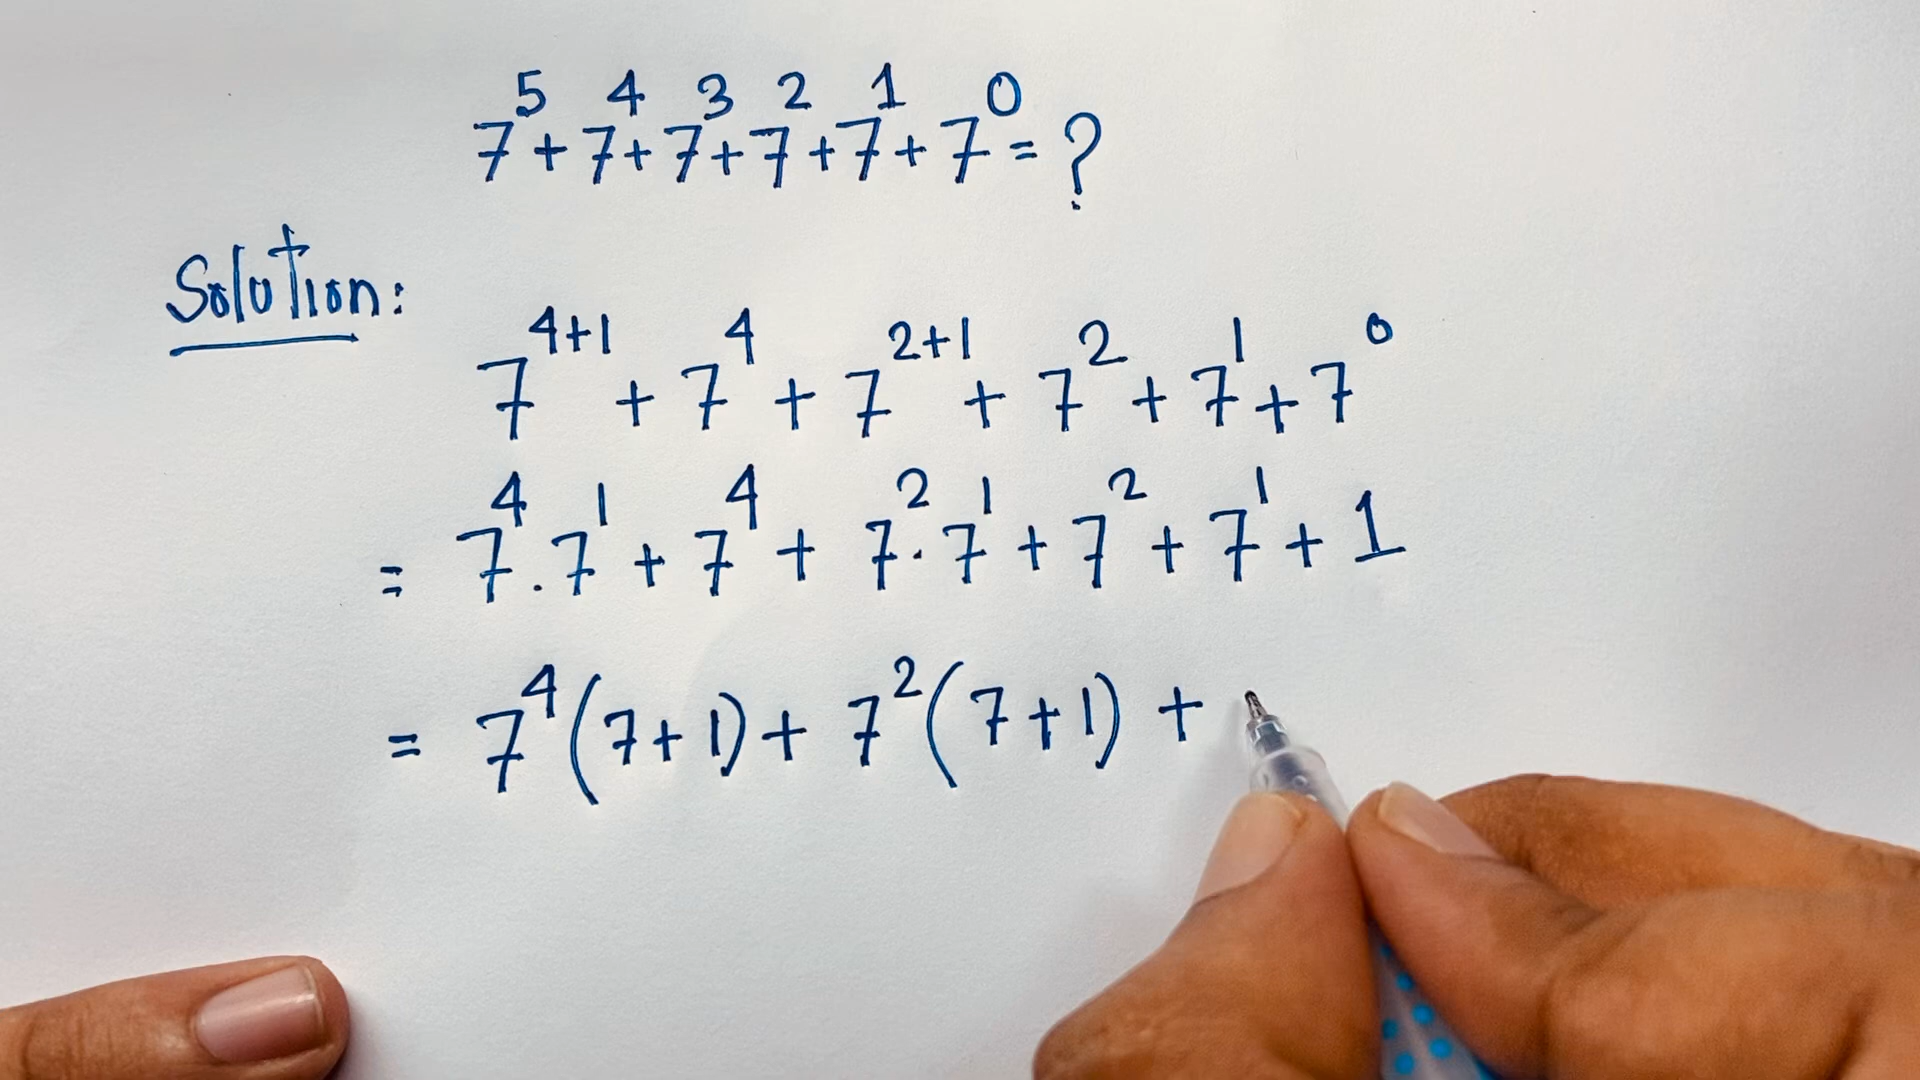 7⁵+7⁴+7³+7²+7¹+7⁰=?
Solution:
7⁴⁺¹+7⁴+7²⁺¹+7²+7¹+7⁰
= 7⁴.7¹+7⁴+7².7¹+7²+7¹+1
= 7⁴(7+1)+7²(7+1)+